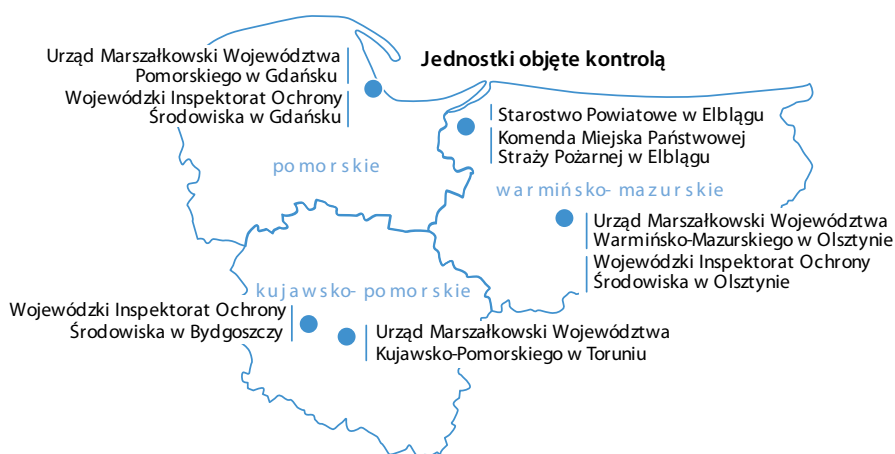 Jednostki objęte kontrolą
Urząd Marszałkowski Województwa
Pomorskiego w Gdańsku
Wojewódzki Inspektorat Ochrony
Środowiska w Gdańsku
Starostwo Powiatowe w Elblągu
Komenda Miejska Państwowej
Straży Pożarnej w Elblągu
pomorskie
warmińsko-mazurskie
Urząd Marszałkowski Województwa
Warmińsko-Mazurskiego w Olsztynie
Wojewódzki Inspektorat Ochrony
Środowiska w Olsztynie
kujawsko-pomorskie
Wojewódzki Inspektorat Ochrony
Środowiska w Bydgoszczy
Urząd Marszałkowski Województwa
Kujawsko-Pomorskiego w Toruniu